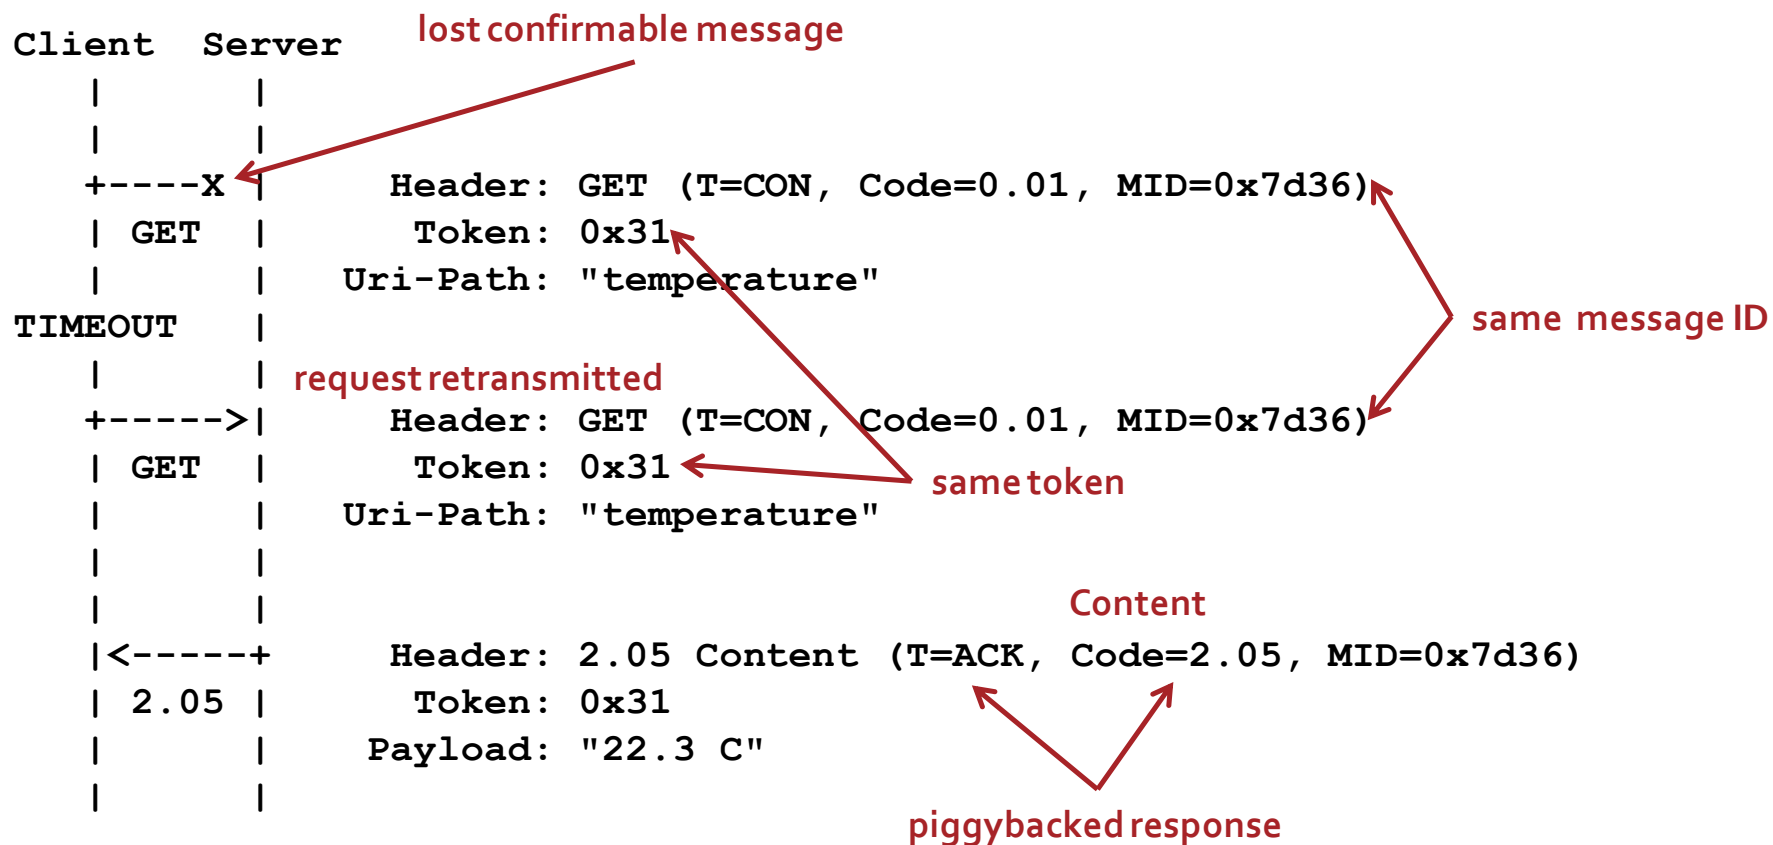 lost confirmable message
Client Server
| |
| |
+----X | Header: GET (T=CON, Code=0.01, MID=0x7d36)
| GET | Token: 0x31
| | Uri-Path: "temperature"
same message ID
TIMEOUT |
| | request retransmitted
+----->| Header: GET (T=CON, Code=0.01, MID=0x7d36)
| GET | Token: 0x31
same token
| | Uri-Path: "temperature"
| |
| | Content
|<-----+ Header: 2.05 Content (T=ACK, Code=2.05, MID=0x7d36)
| 2.05 | Token: 0x31
| | Payload: "22.3 C"
| |
piggybacked response